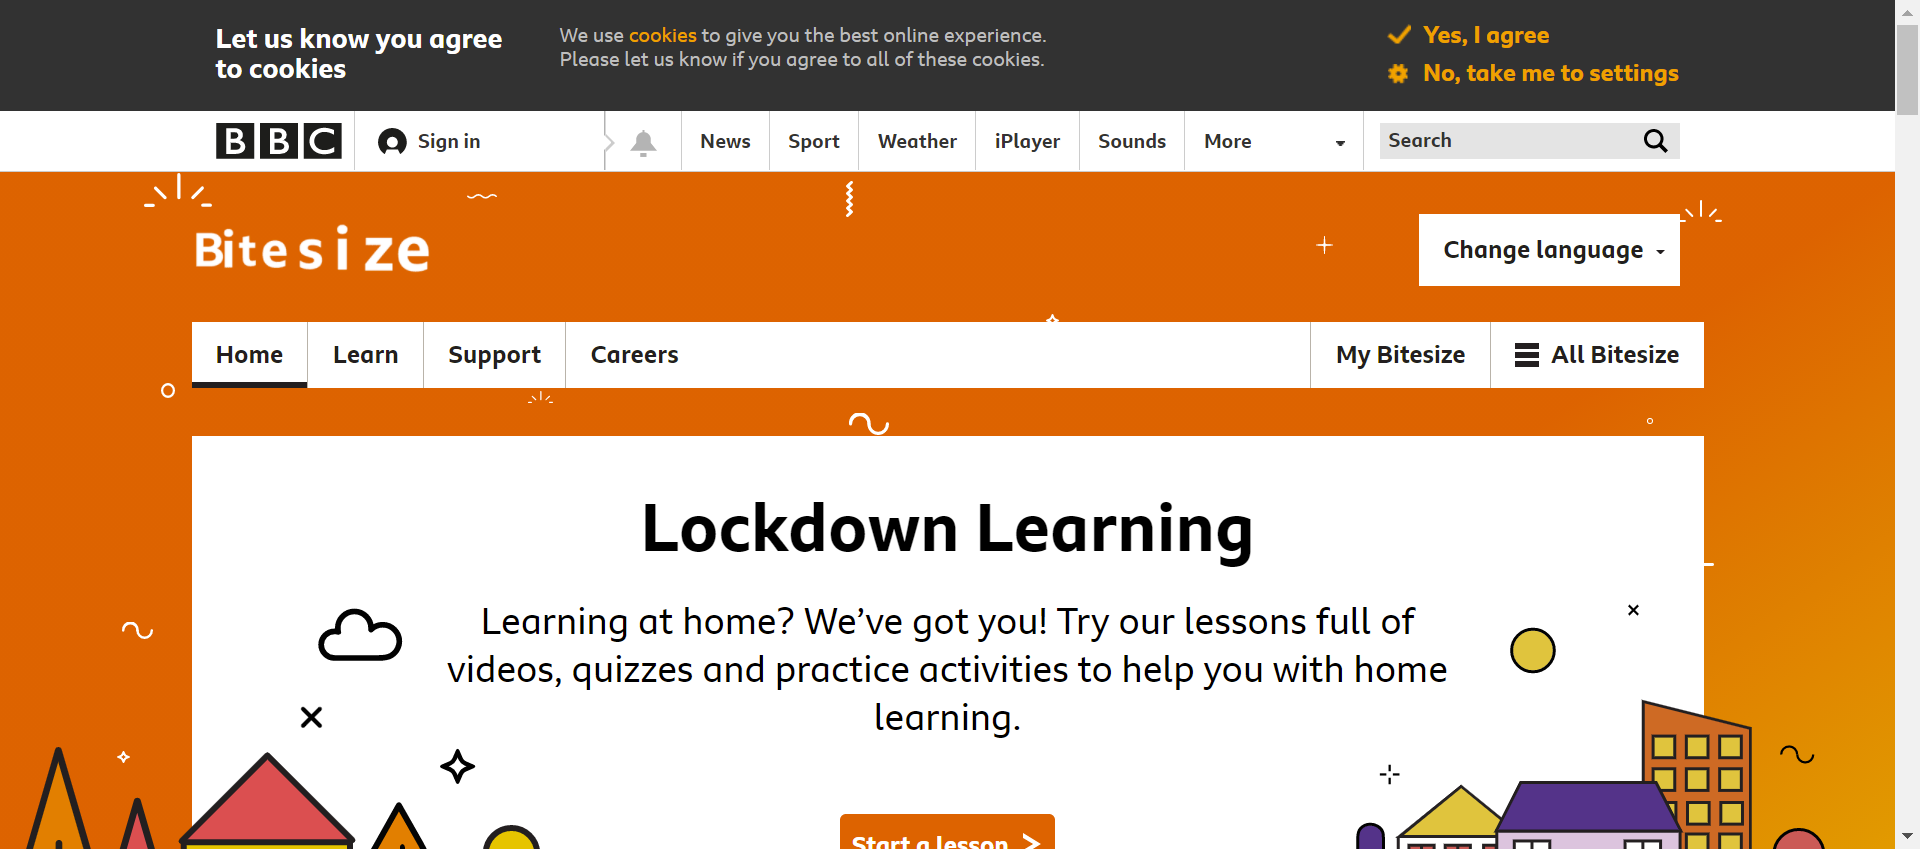 Let us know you agree
to cookies
We use cookies to give you the best online experience.
Please let us know if you agree to all of these cookies.
Yes, I agree
No, take me to settings
BBC
Sign in
News
Sport
Weather
iPlayer
Sounds
More
Search
Bitesize
Change language
Home
Learn
Support
Careers
My Bitesize
All Bitesize
Lockdown Learning
Learning at home? We’ve got you! Try our lessons full of
videos, quizzes and practice activities to help you with home
learning.
Start a lesson